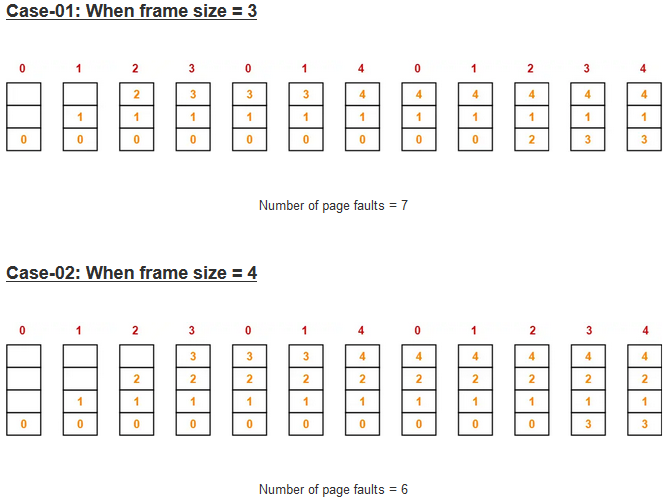 Case-01: When frame size = 3
0 1 2 3 0 1 4 0 1 2 3 4
2 3 3 3 4 4 4 4 4 4
1 1 1 1 1 1 1 1 1 1 1
0 0 0 0 0 0 0 0 0 2 3 3
Number of page faults = 7
Case-02: When frame size = 4
0 1 2 3 0 1 4 0 1 2 3 4
3 3 3 4 4 4 4 4 4
2 2 2 2 2 2 2 2 2 2
1 1 1 1 1 1 1 1 1 1 1
0 0 0 0 0 0 0 0 0 0 3 3
Number of page faults = 6